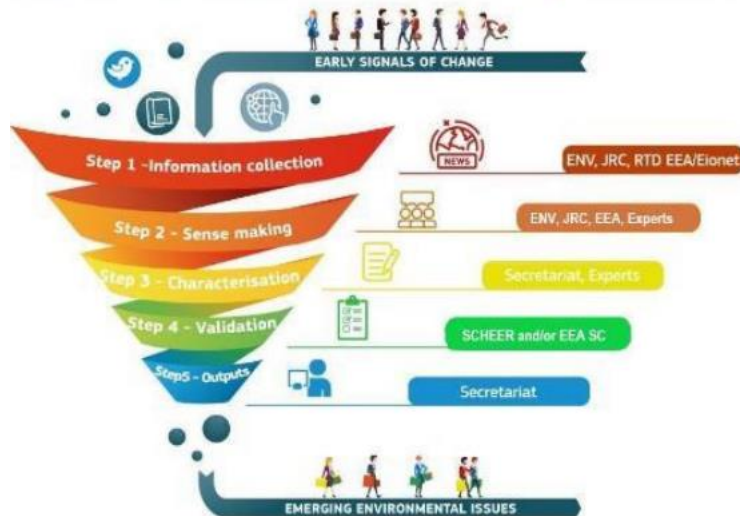 EARLY SIGNALS OF CHANGE
Step 1 -Information collection
NEWS
ENV, JRC, RTD EEA/Eionet
Step 2 - Sense making
ENV, JRC, EEA, Experts
Step 3 - Characterisation
Secretariat, Experts
Step 4 - Validation
SCHEER and/or EEA SC
Step5 - Outputs
Secretariat
EMERGING ENVIRONMENTAL ISSUES